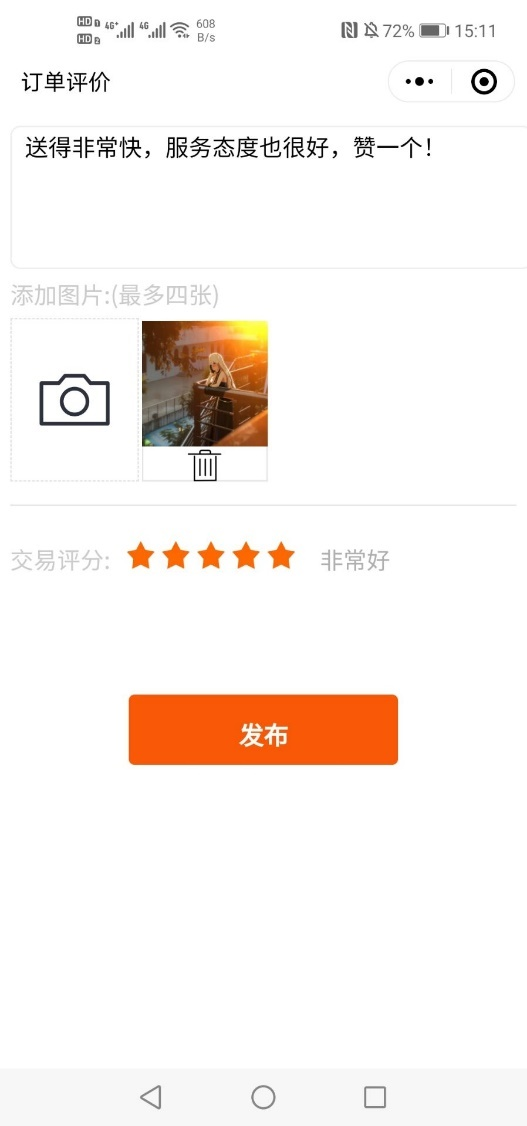 HD 1 4G+ 4G 608
HD 2 B/s
72% 15:11
订单评价
送得非常快，服务态度也很好，赞一个！
添加图片:(最多四张)
交易评分: 非常好
发布